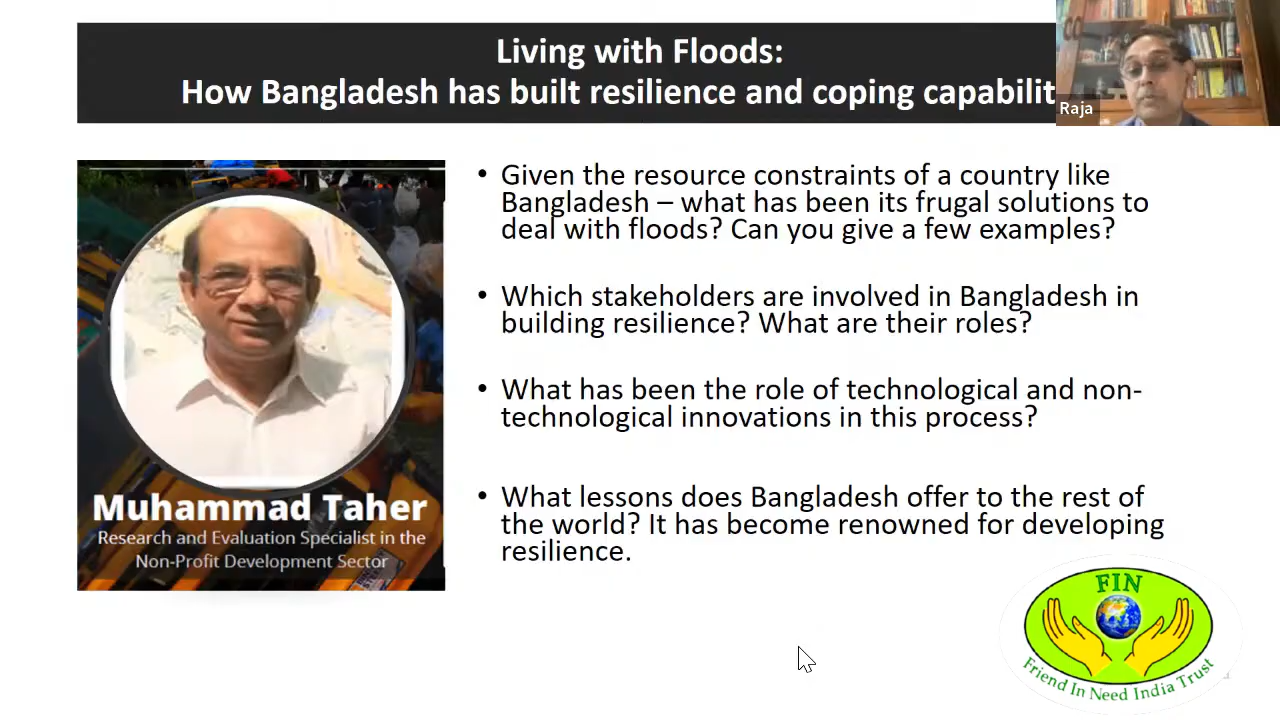 Living with Floods:
How Bangladesh has built resilience and coping capabilit
Raja
• Given the resource constraints of a country like
Bangladesh – what has been its frugal solutions to
deal with floods? Can you give a few examples?
• Which stakeholders are involved in Bangladesh in
building resilience? What are their roles?
• What has been the role of technological and non-
technological innovations in this process?
• What lessons does Bangladesh offer to the rest of
the world? It has become renowned for developing
resilience.
Muhammad Taher
Research and Evaluation Specialist in the
Non-Profit Development Sector
FIN
Friend In Need India Trust